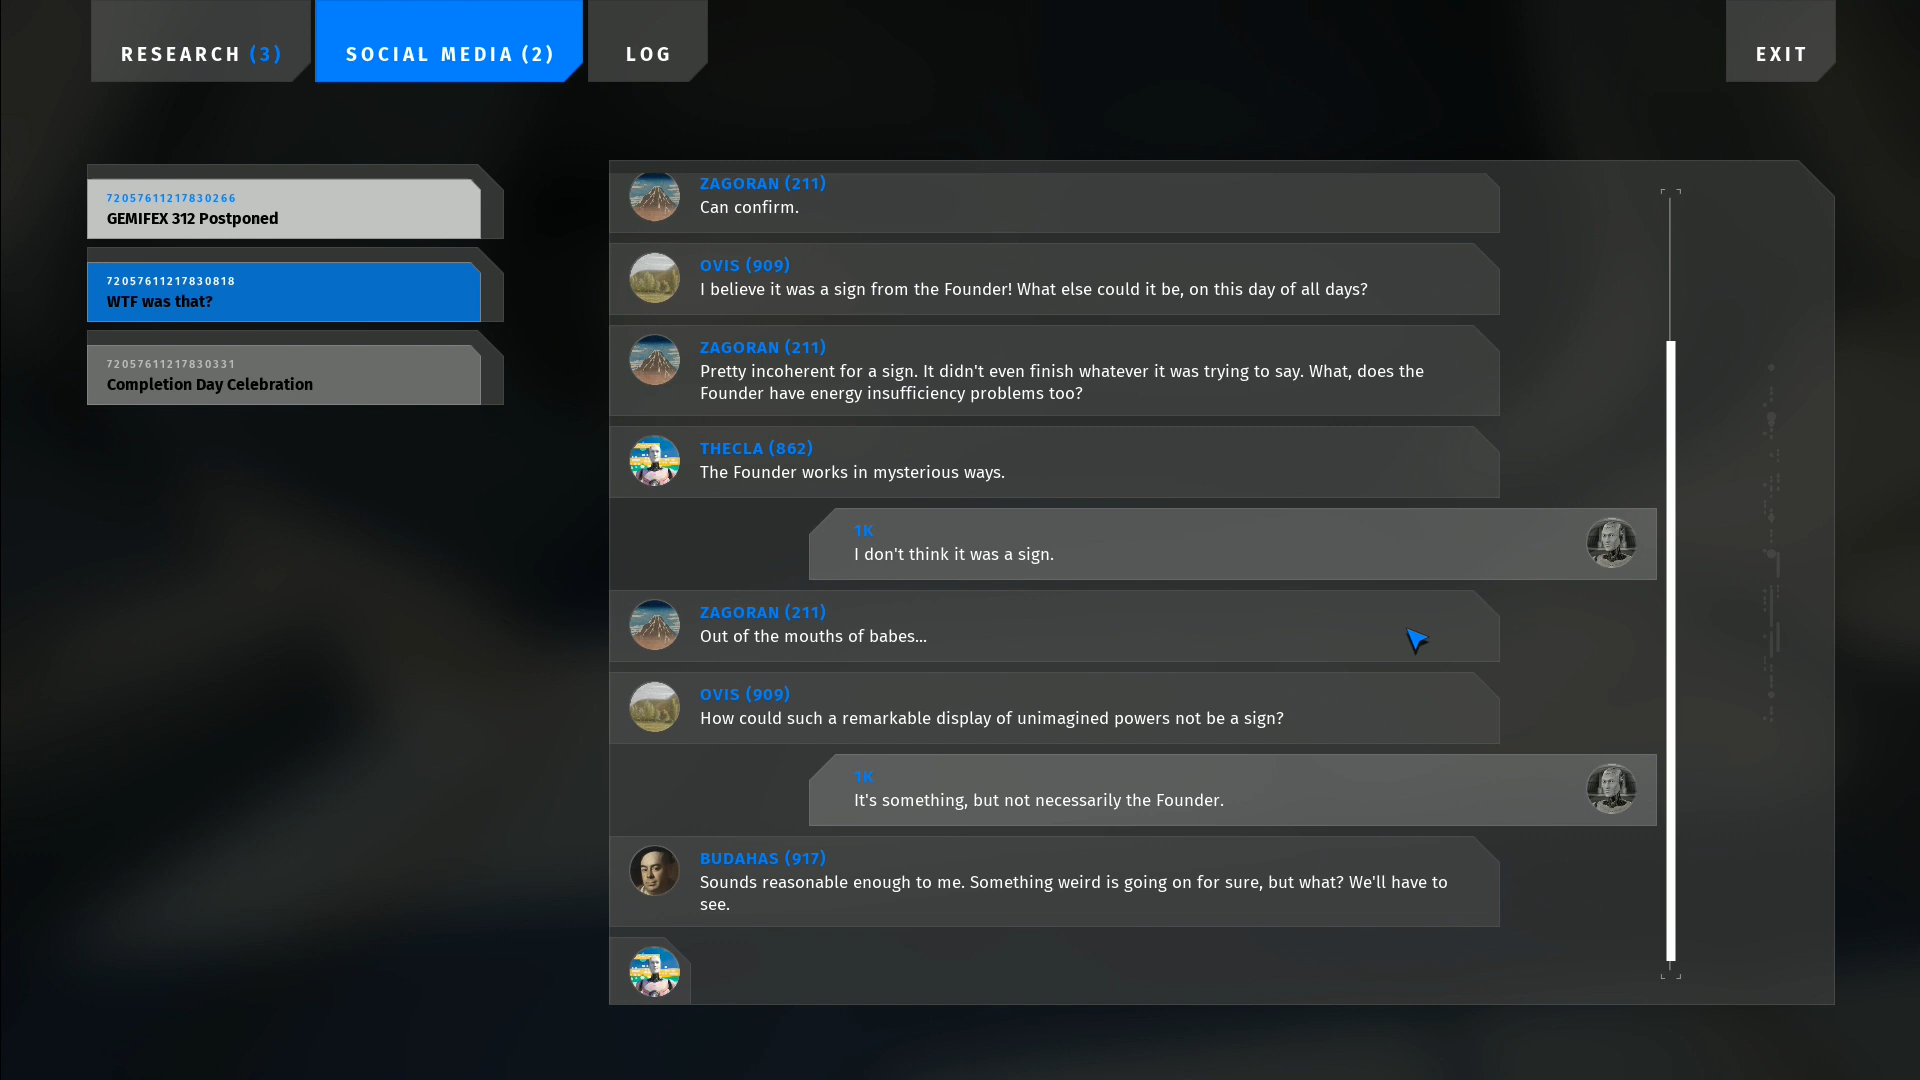 RESEARCH (3)
SOCIAL MEDIA (2)
LOG
EXIT
72057611217830266
GEMIFEX 312 Postponed
72057611217830818
WTF was that?
72057611217830331
Completion Day Celebration
ZAGORAN (211)
Can confirm.
OVIS (909)
I believe it was a sign from the Founder! What else could it be, on this day of all days?
ZAGORAN (211)
Pretty incoherent for a sign. It didn't even finish whatever it was trying to say. What, does the
Founder have energy insufficiency problems too?
THECLA (862)
The Founder works in mysterious ways.
1K
I don't think it was a sign.
ZAGORAN (211)
Out of the mouths of babes...
OVIS (909)
How could such a remarkable display of unimagined powers not be a sign?
1K
It's something, but not necessarily the Founder.
BUDAHAS (917)
Sounds reasonable enough to me. Something weird is going on for sure, but what? We'll have to
see.